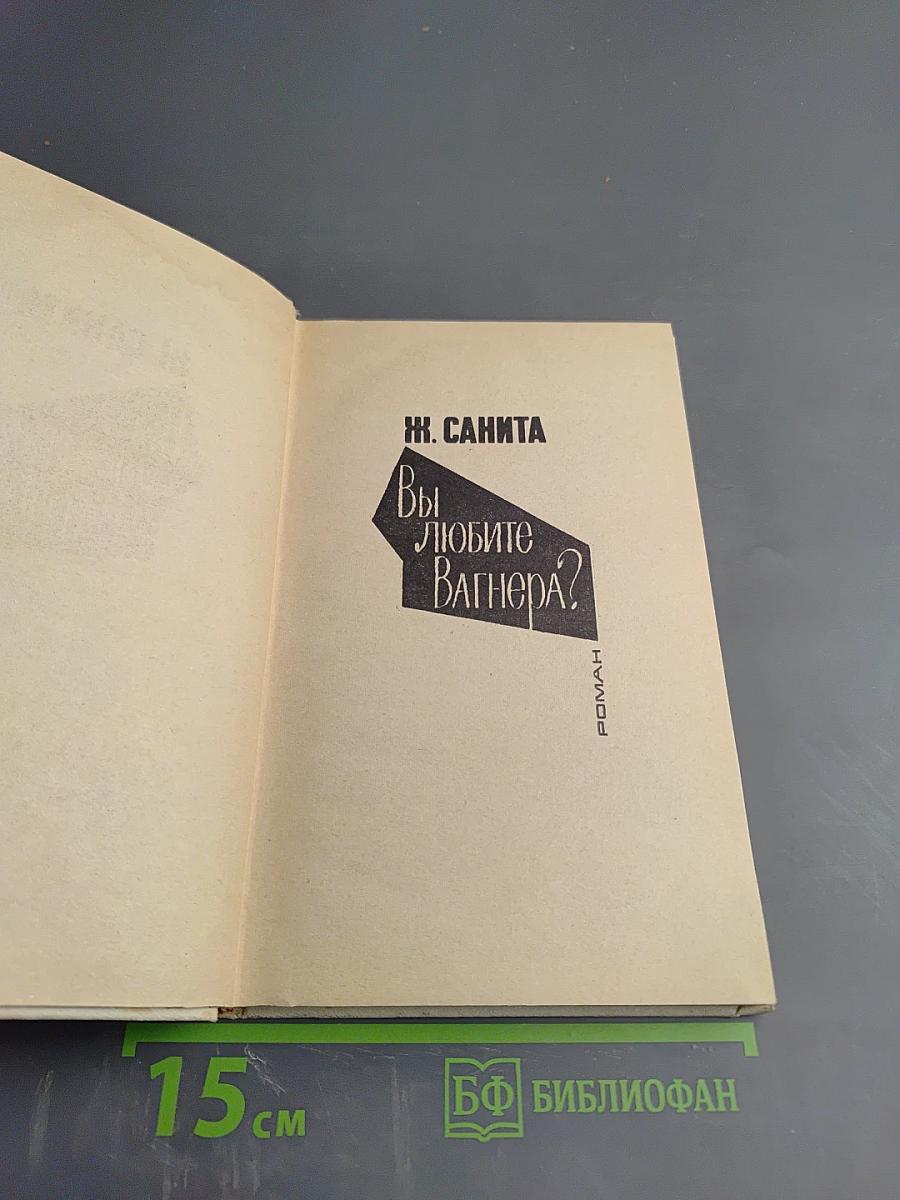 Ж. САНИТА
Вы
любите
Вагнера?
РОМАН
15 см
БФ БИБЛИОФАН